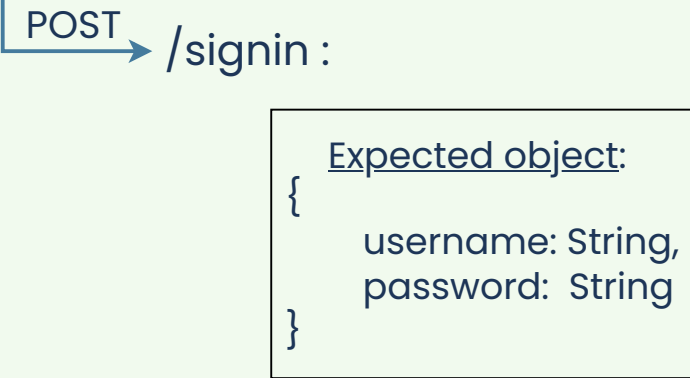 POST
/signin :
Expected object:
{
username: String,
password: String
}